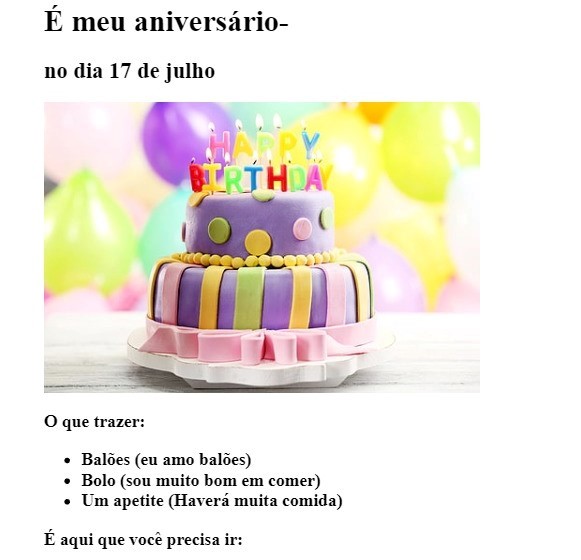 É meu aniversário-
no dia 17 de julho
HAPPY
BIRTHDAY
O que trazer:
Balões (eu amo balões)
Bolo (sou muito bom em comer)
Um apetite (Haverá muita comida)
É aqui que você precisa ir: